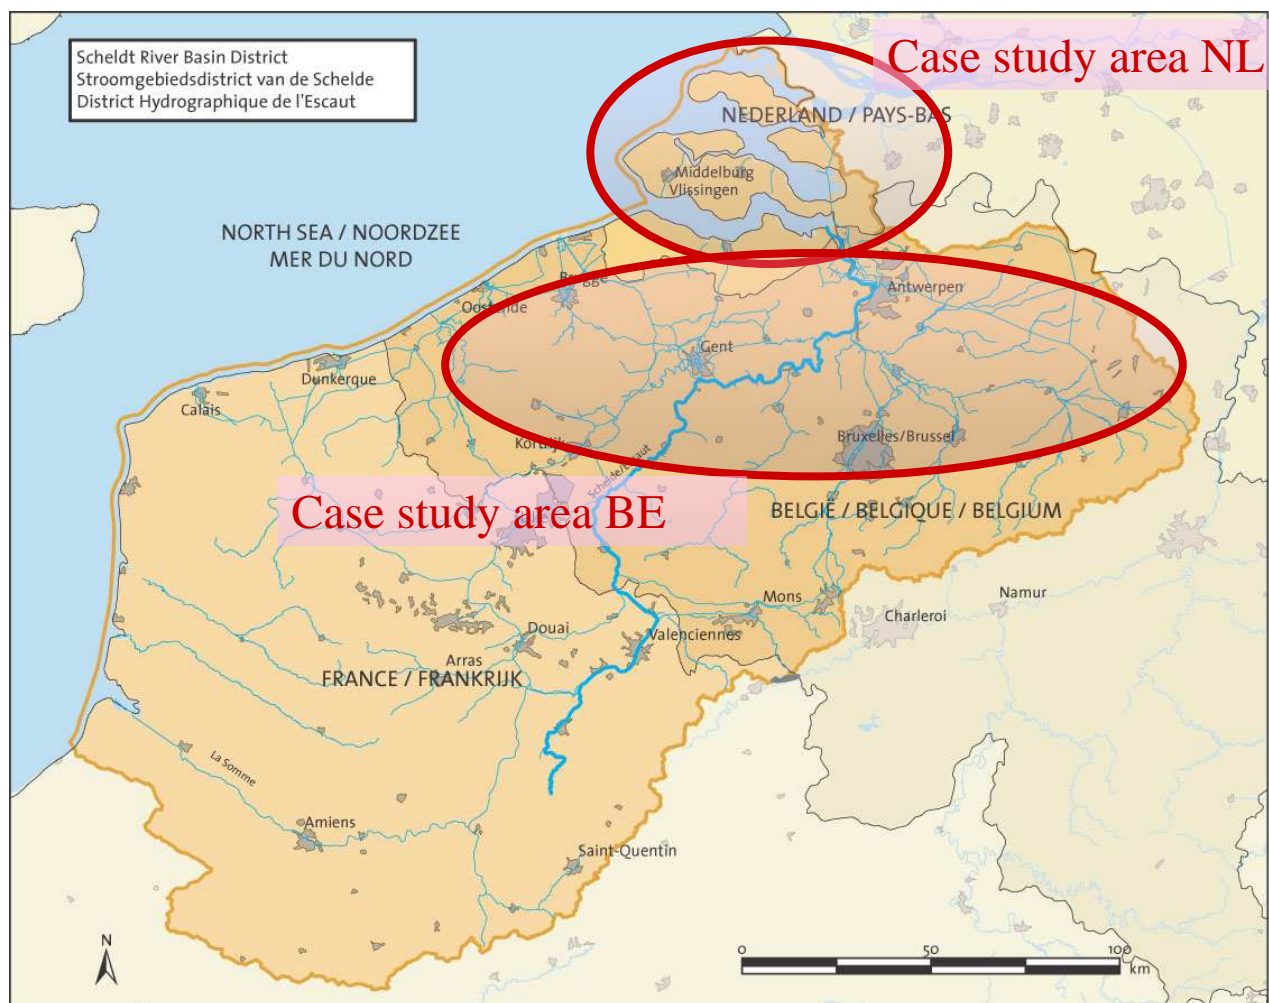 Scheldt River Basin District
Stroomgebiedsdistrict van de Schelde
District Hydrographique de l'Escaut
Case study area NL
NEDERLAND / PAYS-BAS
Middelburg
Vlissingen
NORTH SEA / NOORDZEE
MER DU NORD
Brugge
Antwerpen
Oostende
Gent
Dunkerque
Calais
Kortrijk
Bruxelles/Brussel
Schelde/Escaut
Case study area BE
BELGIË / BELGIQUE / BELGIUM
Mons
Namur
Charleroi
Douai
Valenciennes
Arras
FRANCE / FRANKRIJK
La Somme
Amiens
Saint-Quentin
N
0 50 100
km